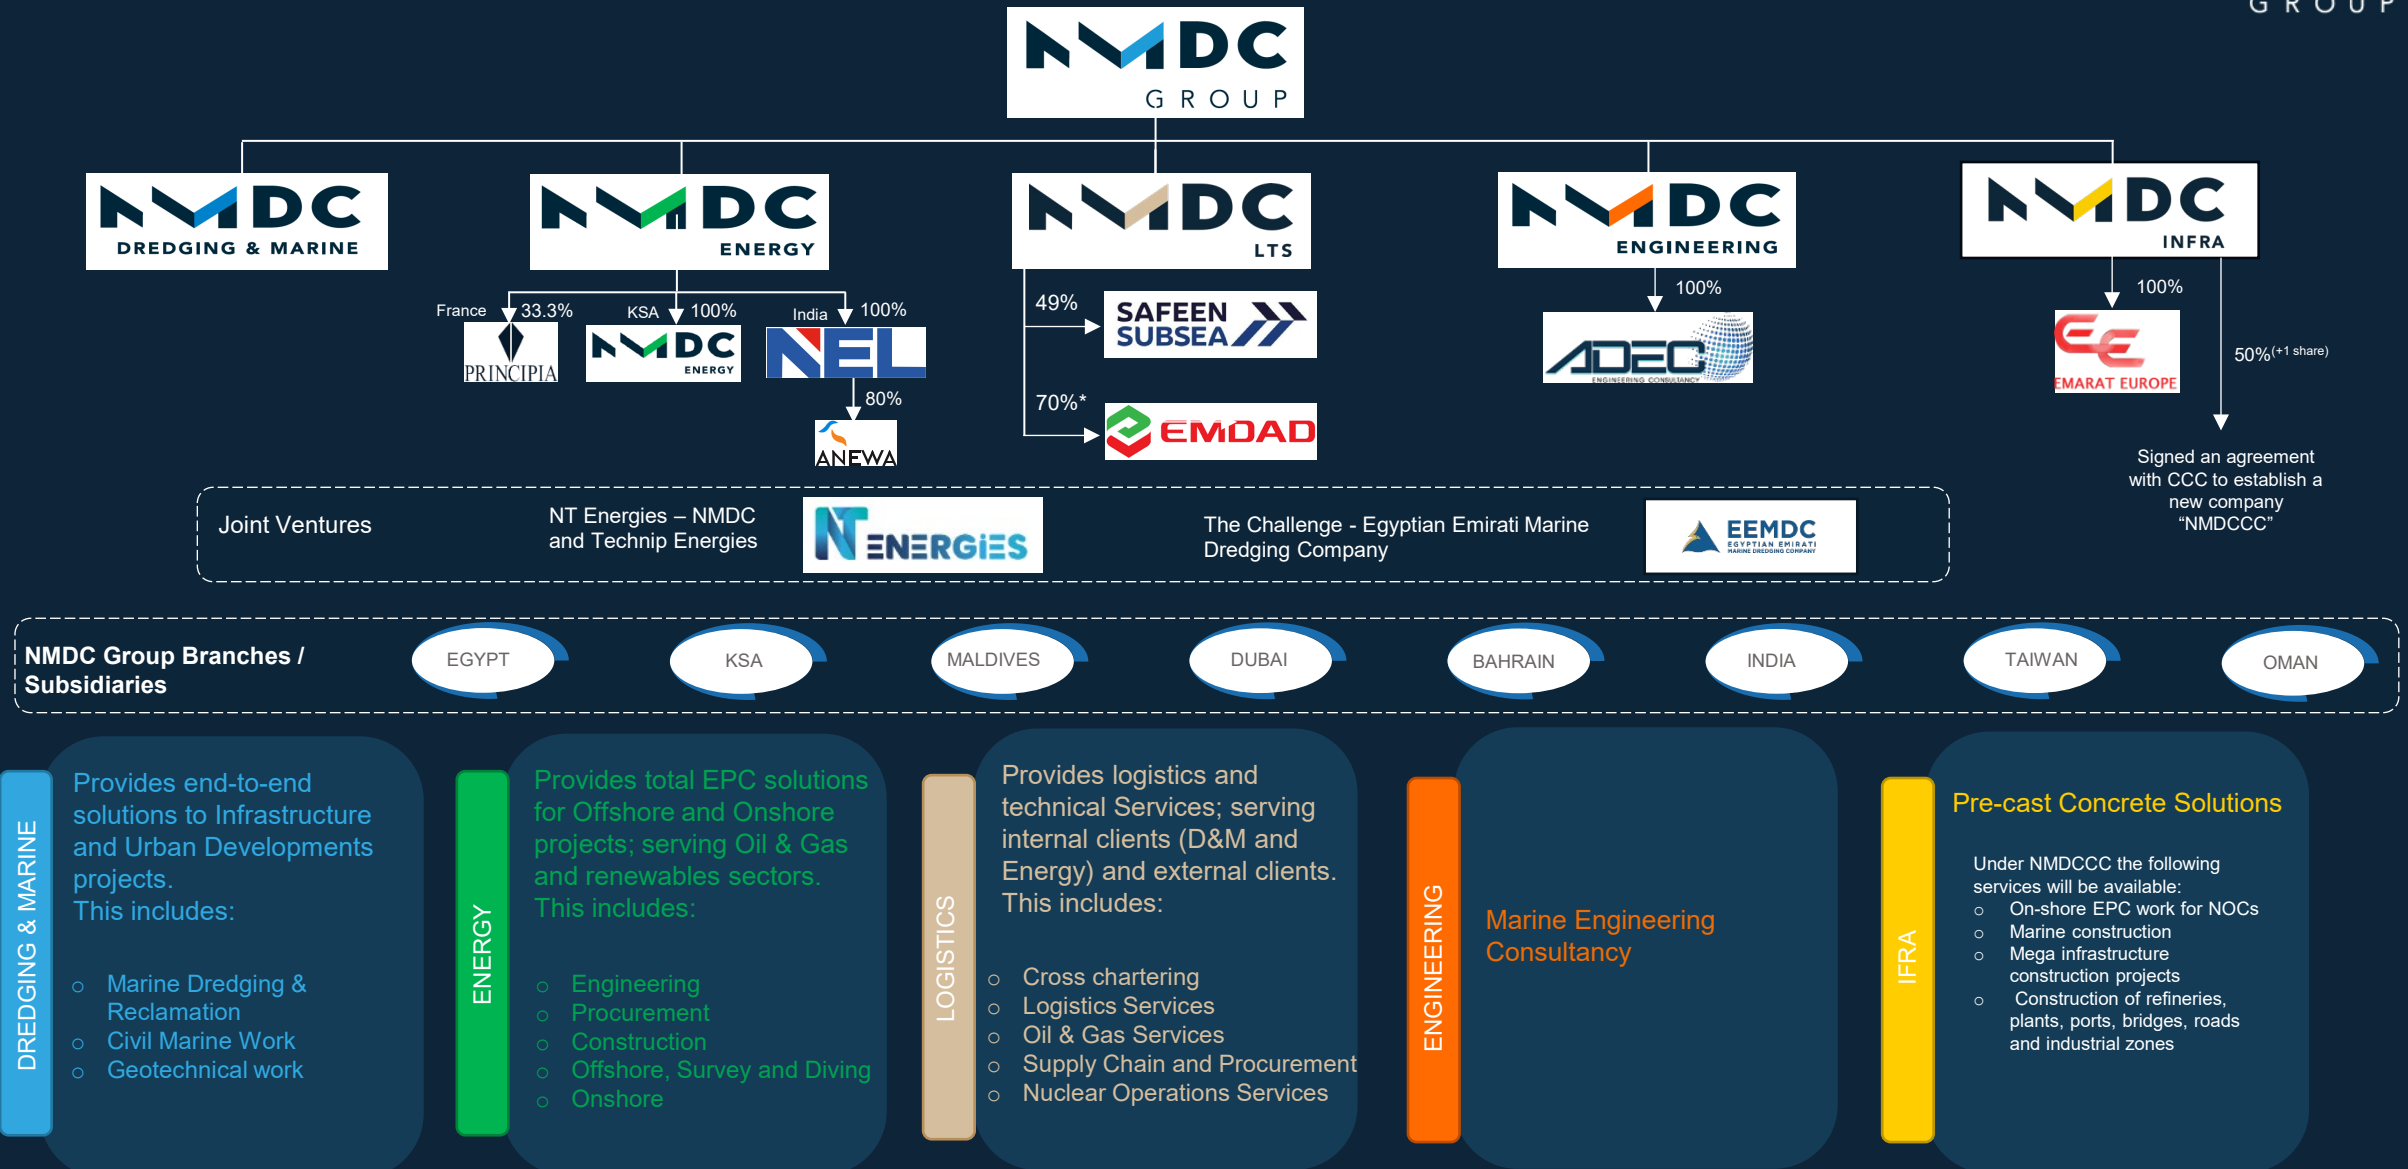 GROUP
NMDC
GROUP
NMDC
DREDGING & MARINE
NMDC
ENERGY
NMDC
LTS
NMDC
ENGINEERING
NMDC
INFRA
France
33.3%
PRINCIPIA
KSA
100%
NMDC
ENERGY
India
100%
NEL
80%
ANEWA
49%
SAFEEN
SUBSEA
70%*
EMDAD
100%
ADEC
ENGINEERING CONSULTANCY
100%
EE
EMARAT EUROPE
50%(+1 share)
Signed an agreement
with CCC to establish a
new company
“NMDCCC”
Joint Ventures
NT Energies – NMDC
and Technip Energies
NT ENERGiES
The Challenge - Egyptian Emirati Marine
Dredging Company
EEMDC
EGYPTIAN EMIRATI
MARINE DREDGING COMPANY
NMDC Group Branches /
Subsidiaries
EGYPT
KSA
MALDIVES
DUBAI
BAHRAIN
INDIA
TAIWAN
OMAN
DREDGING & MARINE
Provides end-to-end
solutions to Infrastructure
and Urban Developments
projects.
This includes:
o Marine Dredging &
Reclamation
o Civil Marine Work
o Geotechnical work
ENERGY
Provides total EPC solutions
for Offshore and Onshore
projects; serving Oil & Gas
and renewables sectors.
This includes:
o Engineering
o Procurement
o Construction
o Offshore, Survey and Diving
o Onshore
LOGISTICS
Provides logistics and
technical Services; serving
internal clients (D&M and
Energy) and external clients.
This includes:
o Cross chartering
o Logistics Services
o Oil & Gas Services
o Supply Chain and Procurement
o Nuclear Operations Services
ENGINEERING
Marine Engineering
Consultancy
IFRA
Pre-cast Concrete Solutions
Under NMDCCC the following
services will be available:
o On-shore EPC work for NOCs
o Marine construction
o Mega infrastructure
construction projects
o Construction of refineries,
plants, ports, bridges, roads
and industrial zones